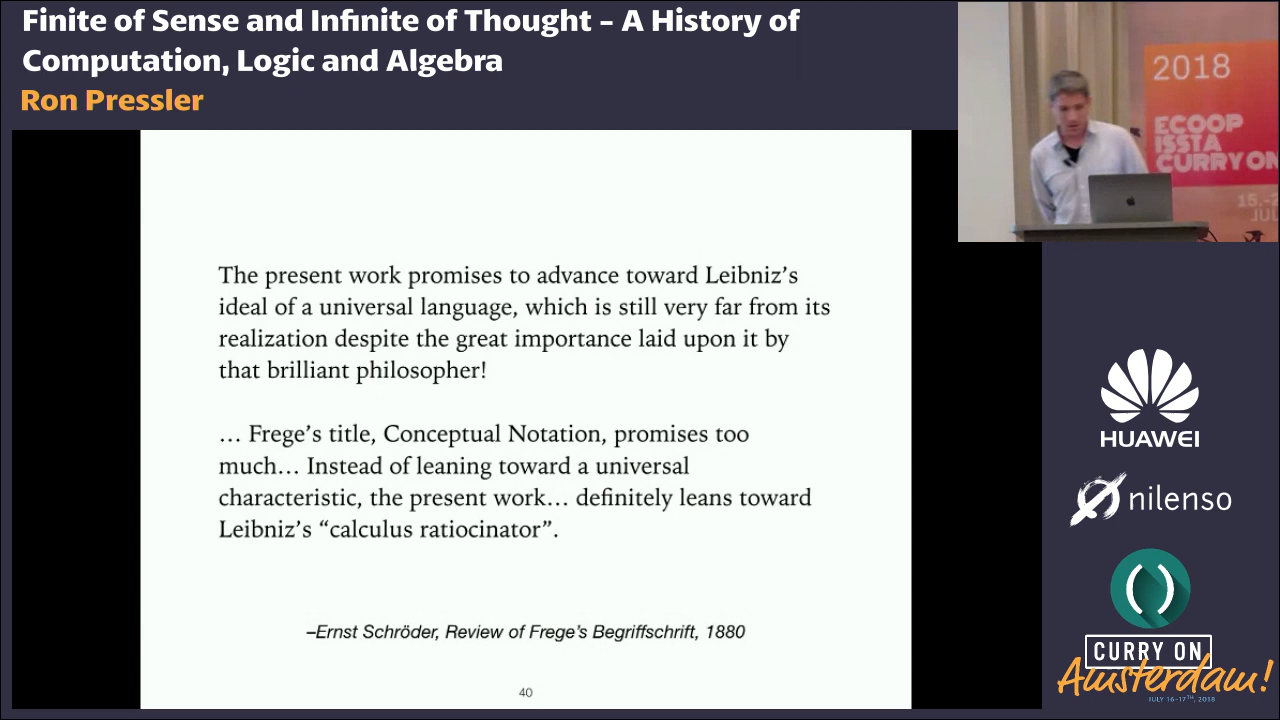 Finite of Sense and Infinite of Thought – A History of
Computation, Logic and Algebra
Ron Pressler
2018
ECOOP
ISSTA
CURRY ON
The present work promises to advance toward Leibniz’s
ideal of a universal language, which is still very far from its
realization despite the great importance laid upon it by
that brilliant philosopher!
… Frege’s title, Conceptual Notation, promises too
much… Instead of leaning toward a universal
characteristic, the present work… definitely leans toward
Leibniz’s “calculus ratiocinator”.
–Ernst Schröder, Review of Frege’s Begriffschrift, 1880
40
HUAWEI
nilenso
CURRY ON
Amsterdam!
JULY 16-17TH, 2018